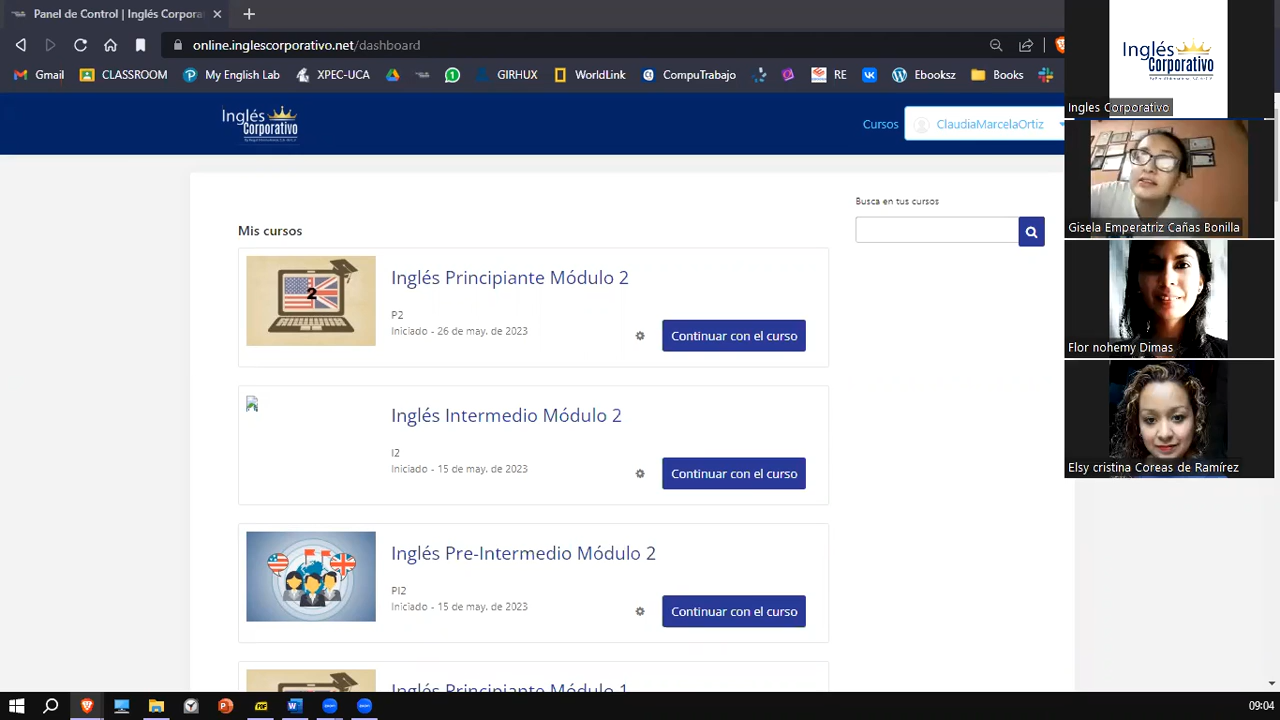 Panel de Control | Inglés Corpora
online.inglescorporativo.net/dashboard
Gmail
CLASSROOM
My English Lab
XPEC-UCA
GIRHUX
WorldLink
CompuTrabajo
RE
Ebooksz
Books
Inglés
Corporativo
Cursos
ClaudiaMarcelaOrtiz
Busca en tus cursos
Mis cursos
2
Inglés Principiante Módulo 2
P2
Iniciado - 26 de may. de 2023
Continuar con el curso
Inglés Intermedio Módulo 2
I2
Iniciado - 15 de may. de 2023
Continuar con el curso
Inglés Pre-Intermedio Módulo 2
PI2
Iniciado - 15 de may. de 2023
Continuar con el curso
Inglés Principiante Módulo 1
Inglés
Corporativo
Ingles Corporativo
Gisela Emperatriz Cañas Bonilla
Flor nohemy Dimas
Elsy cristina Coreas de Ramírez
09:04